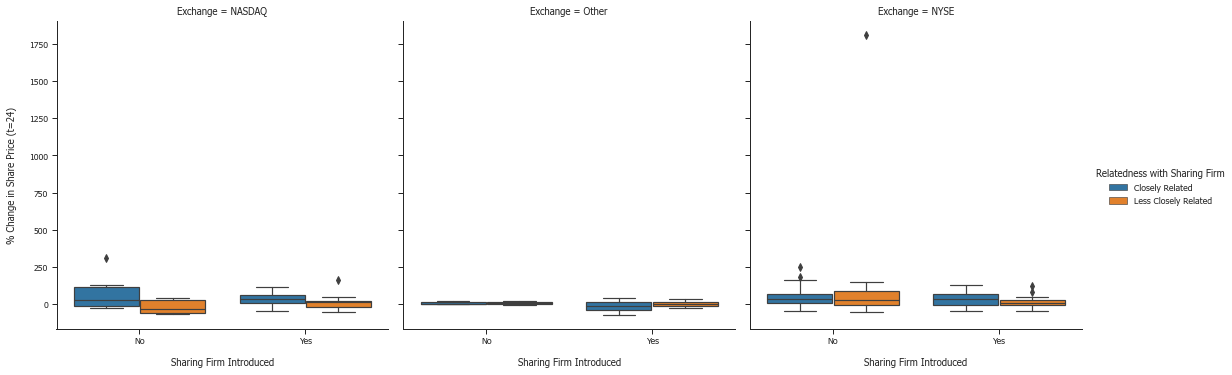 Exchange = NASDAQ
Exchange = Other
Exchange = NYSE
% Change in Share Price (t=24)
1750
1500
1250
1000
750
500
250
0
No
Yes
No
Yes
No
Yes
Sharing Firm Introduced
Sharing Firm Introduced
Sharing Firm Introduced
Relatedness with Sharing Firm
Closely Related
Less Closely Related